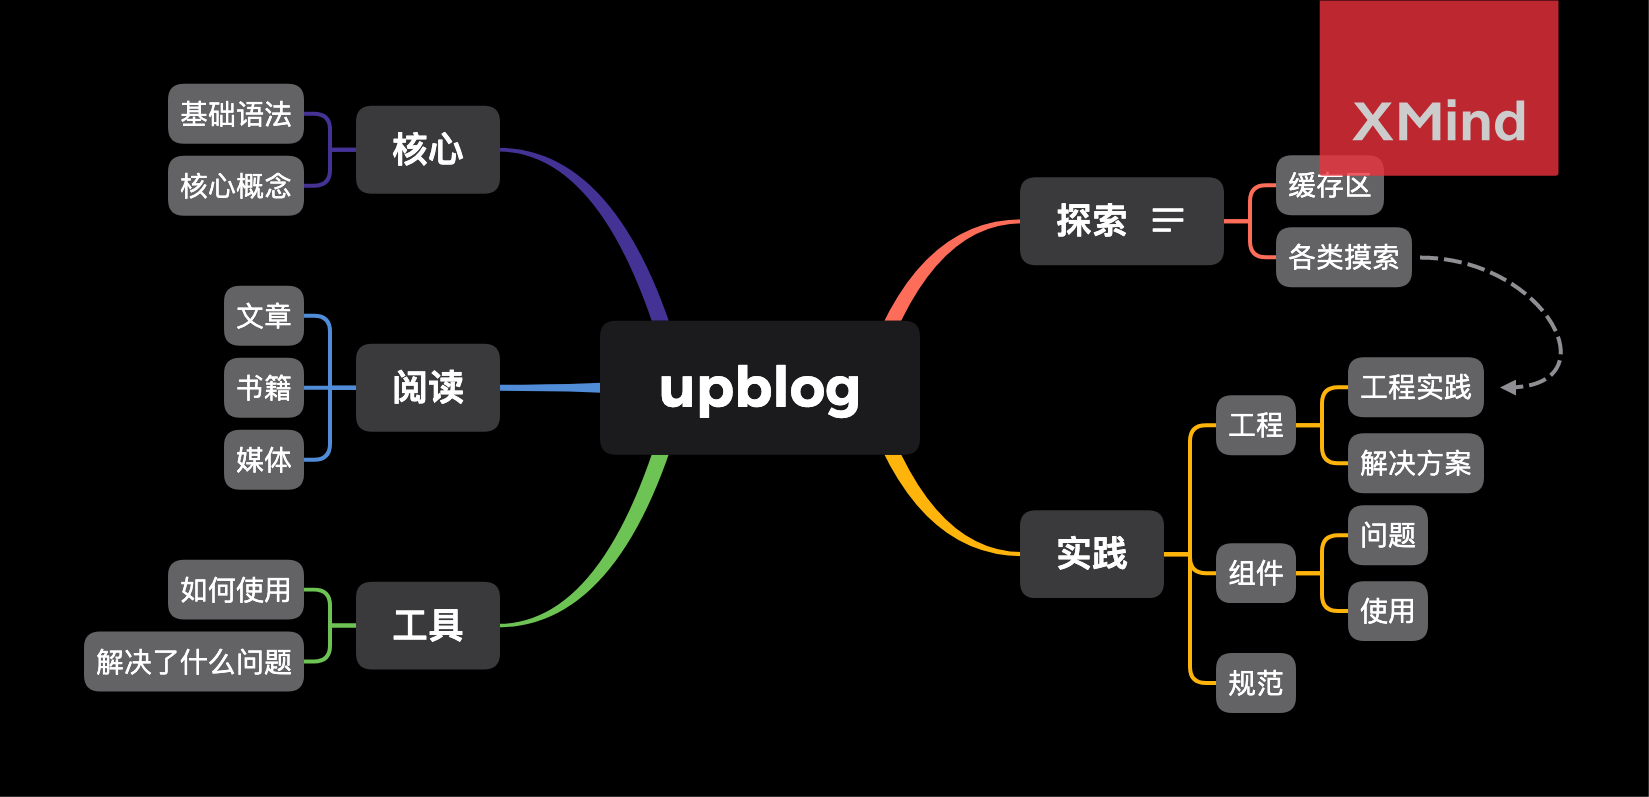 XMind
基础语法
核心
核心概念
文章
阅读
书籍
媒体
如何使用
工具
解决了什么问题
upblog
探索
缓存区
各类摸索
实践
工程
工程实践
解决方案
组件
问题
使用
规范